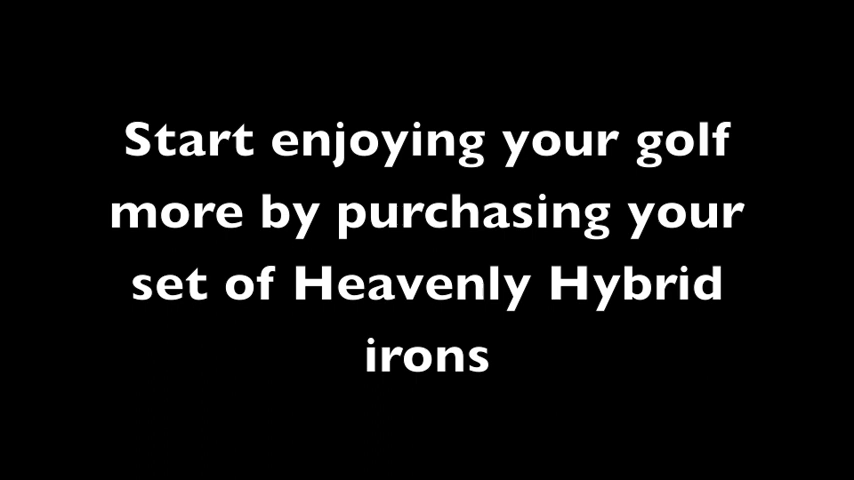 Start enjoying your golf
more by purchasing your
set of Heavenly Hybrid
irons